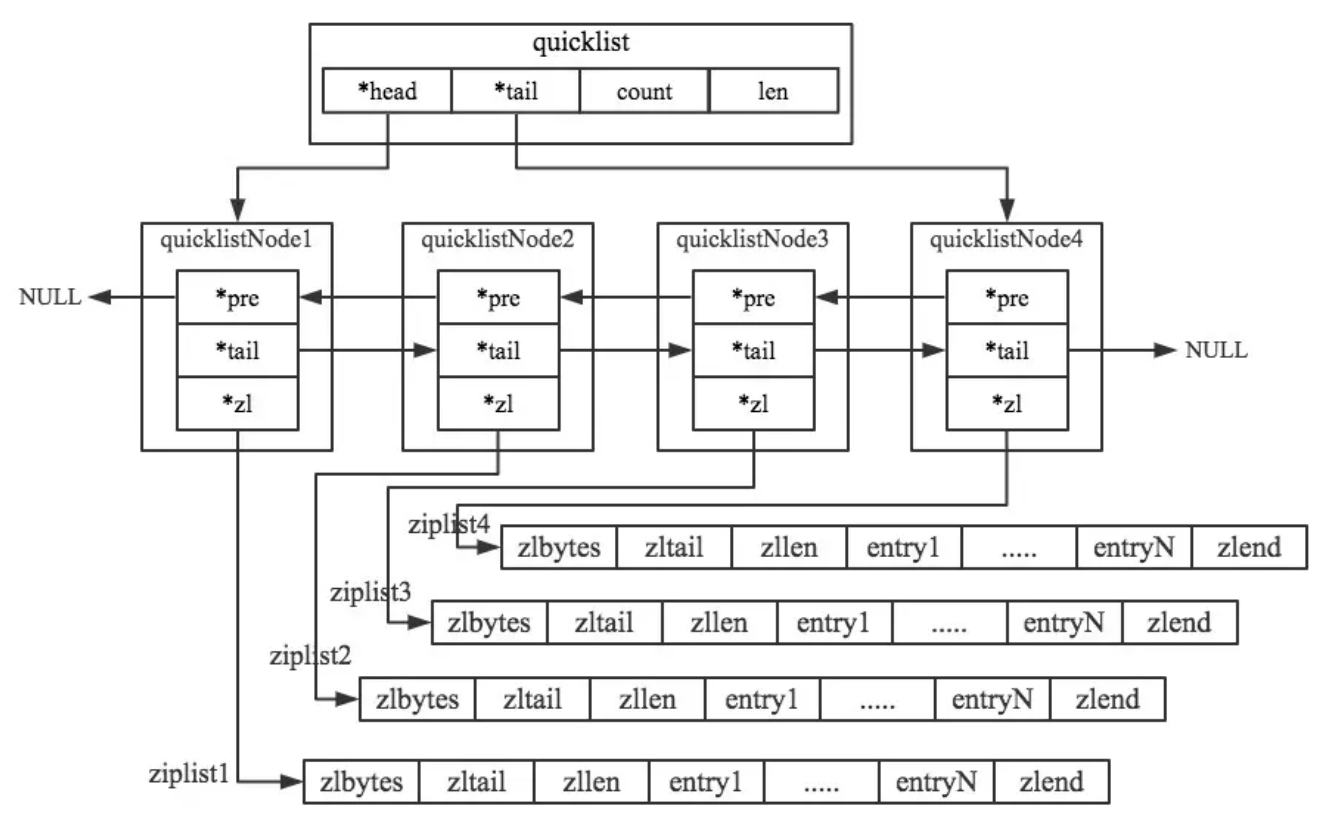 quicklist
*head *tail count len
quicklistNode1 quicklistNode2 quicklistNode3 quicklistNode4
NULL *pre *pre *pre *pre
*tail *tail *tail *tail NULL
*zl *zl *zl *zl
ziplist4
zlbytes zltail zllen entry1 ..... entryN zlend
ziplist3
zlbytes zltail zllen entry1 ..... entryN zlend
ziplist2
zlbytes zltail zllen entry1 ..... entryN zlend
ziplist1 zlbytes zltail zllen entry1 ..... entryN zlend